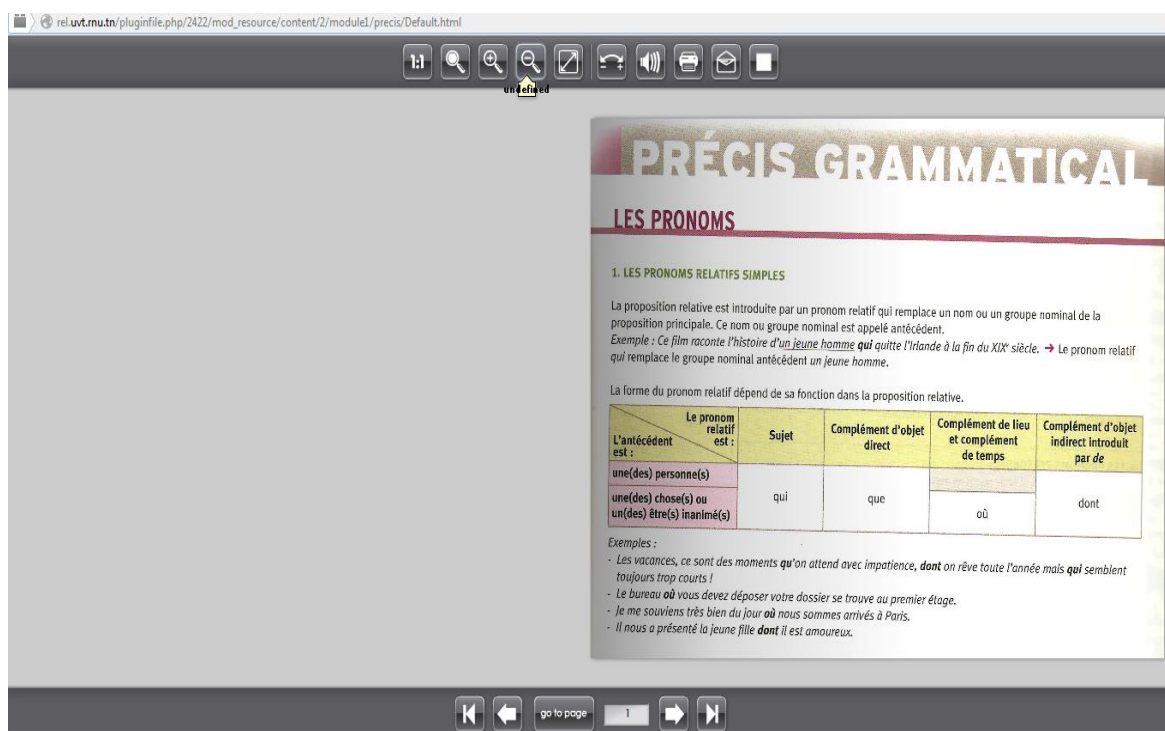 rel.uvt.rnu.tn/pluginfile.php/2422/mod_resource/content/2/module1/precis/Default.html
1:1
undefined
PRÉCIS GRAMMATICAL
LES PRONOMS
1. LES PRONOMS RELATIFS SIMPLES
La proposition relative est introduite par un pronom relatif qui remplace un nom ou un groupe nominal de la
proposition principale. Ce nom ou groupe nominal est appelé antécédent.
Exemple : Ce film raconte l'histoire d'un jeune homme qui quitte l'Irlande à la fin du XIXe siècle. → Le pronom relatif
qui remplace le groupe nominal antécédent un jeune homme.
La forme du pronom relatif dépend de sa fonction dans la proposition relative.
Le pronom
relatif
est :
L'antécédent
est :
Sujet
Complément d'objet
direct
Complément de lieu
et complément
de temps
Complément d'objet
indirect introduit
par de
une(des) personne(s)
une(des) chose(s) ou
un(des) être(s) inanimé(s)
qui
que
où
dont
Exemples :
- Les vacances, ce sont des moments qu'on attend avec impatience, dont on rêve toute l'année mais qui semblent
toujours trop courts !
- Le bureau où vous devez déposer votre dossier se trouve au premier étage.
- Je me souviens très bien du jour où nous sommes arrivés à Paris.
- Il nous a présenté la jeune fille dont il est amoureux.
go to page
1